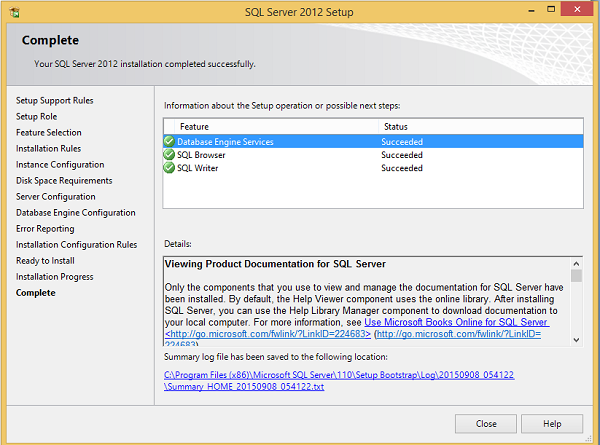 SQL Server 2012 Setup
Complete
Your SQL Server 2012 installation completed successfully.
Setup Support Rules
Setup Role
Feature Selection
Installation Rules
Instance Configuration
Disk Space Requirements
Server Configuration
Database Engine Configuration
Error Reporting
Installation Configuration Rules
Ready to Install
Installation Progress
Complete
Information about the Setup operation or possible next steps:
Feature Status
Database Engine Services Succeeded
SQL Browser Succeeded
SQL Writer Succeeded
Details:
Viewing Product Documentation for SQL Server
Only the components that you use to view and manage the documentation for SQL Server have
been installed. By default, the Help Viewer component uses the online library. After installing
SQL Server, you can use the Help Library Manager component to download documentation to
your local computer. For more information, see Use Microsoft Books Online for SQL Server
<http://go.microsoft.com/fwlink/?LinkID=224683> (http://go.microsoft.com/fwlink/?LinkID=
224683)
Summary log file has been saved to the following location:
C:\Program Files (x86)\Microsoft SQL Server\110\Setup Bootstrap\Log\20150908_054122
\Summary_HOME_20150908_054122.txt
Close
Help